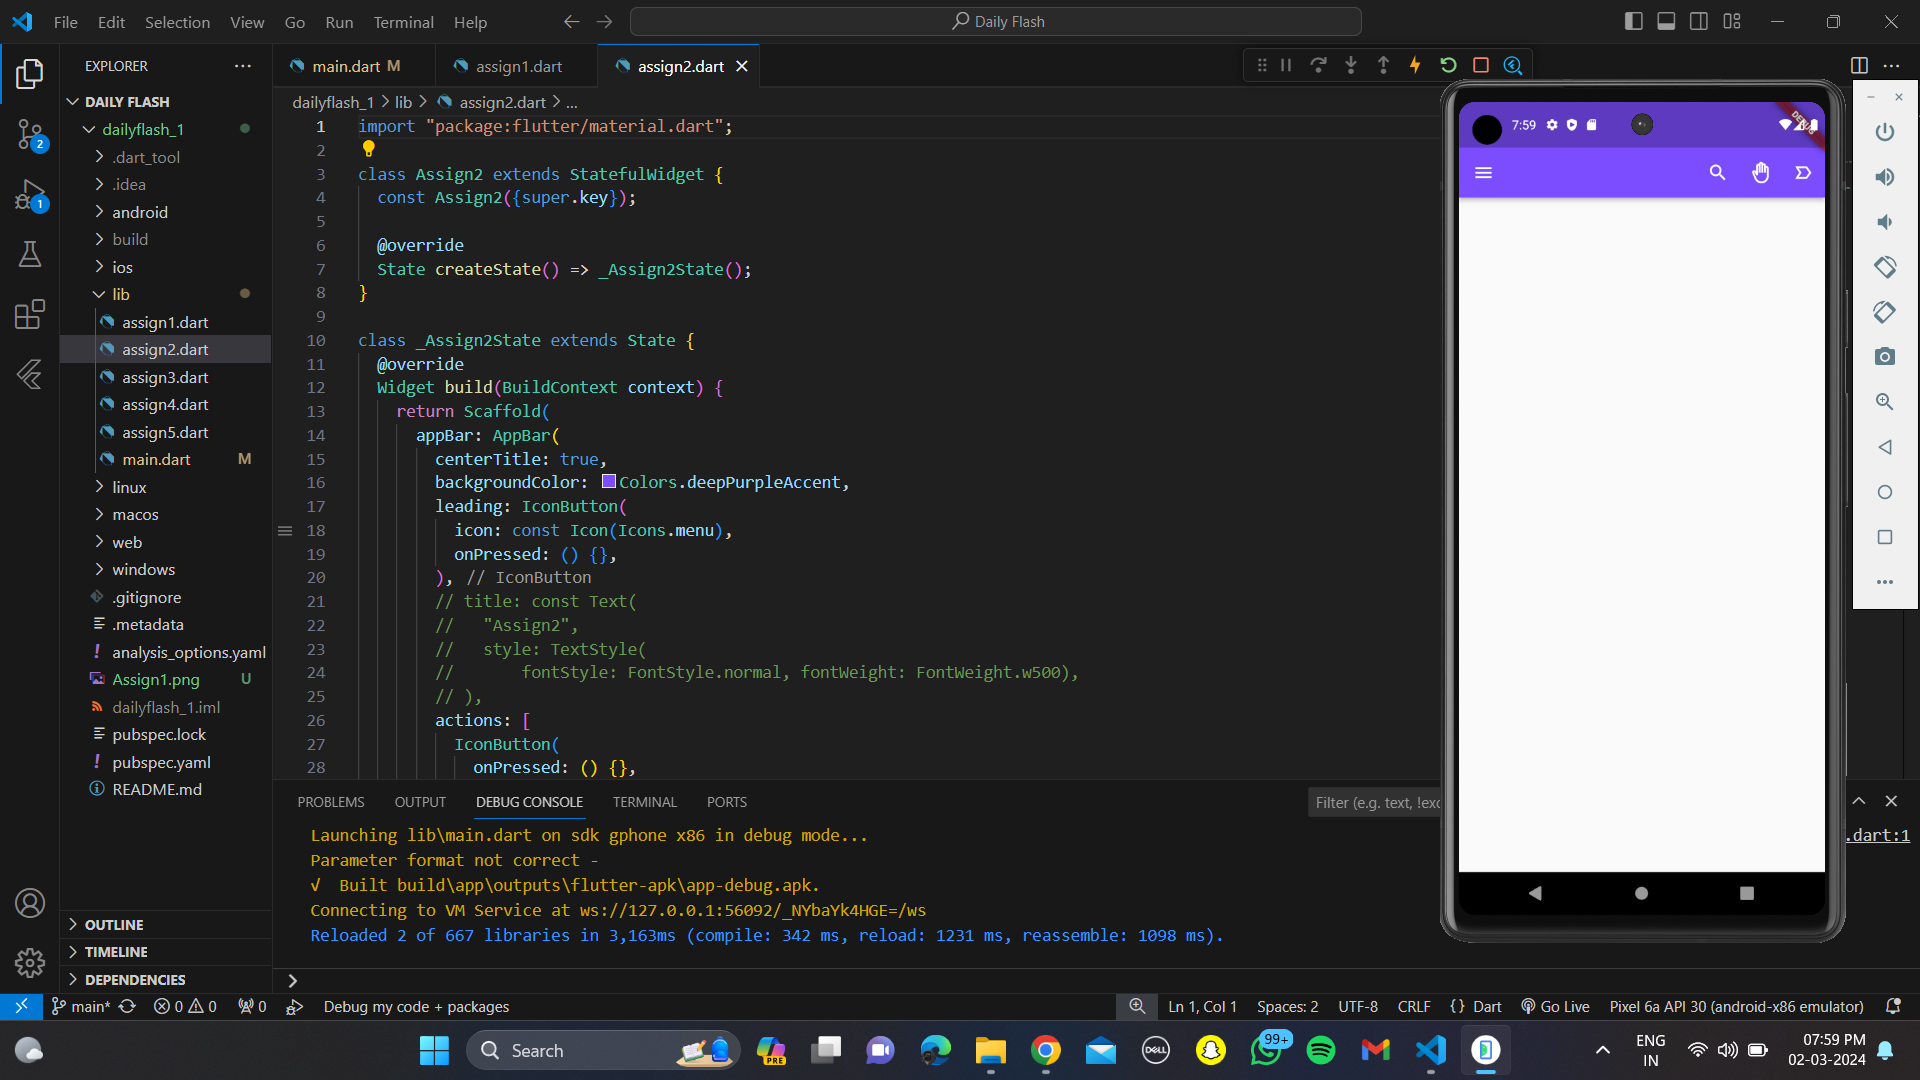 File Edit Selection View Go Run Terminal Help
Daily Flash
EXPLORER
main.dart M
assign1.dart
assign2.dart
DAILY FLASH
dailyflash_1
.dart_tool
.idea
android
build
ios
lib
assign1.dart
assign2.dart
assign3.dart
assign4.dart
assign5.dart
main.dart M
linux
macos
web
windows
.gitignore
.metadata
analysis_options.yaml
Assign1.png U
dailyflash_1.iml
pubspec.lock
pubspec.yaml
README.md
OUTLINE
TIMELINE
DEPENDENCIES
2
1
dailyflash_1 > lib > assign2.dart > ...
1 import "package:flutter/material.dart";
2
3 class Assign2 extends StatefulWidget {
4 const Assign2({super.key});
5
6 @override
7 State createState() => _Assign2State();
8 }
9
10 class _Assign2State extends State {
11 @override
12 Widget build(BuildContext context) {
13 return Scaffold(
14 appBar: AppBar(
15 centerTitle: true,
16 backgroundColor: Colors.deepPurpleAccent,
17 leading: IconButton(
18 icon: const Icon(Icons.menu),
19 onPressed: () {},
20 ), // IconButton
21 // title: const Text(
22 // "Assign2",
23 // style: TextStyle(
24 // fontStyle: FontStyle.normal, fontWeight: FontWeight.w500),
25 // ),
26 actions: [
27 IconButton(
28 onPressed: () {},
7:59
DEBUG
PROBLEMS OUTPUT DEBUG CONSOLE TERMINAL PORTS
Filter (e.g. text, !exc
.dart:1
Launching lib\main.dart on sdk gphone x86 in debug mode...
Parameter format not correct -
√ Built build\app\outputs\flutter-apk\app-debug.apk.
Connecting to VM Service at ws://127.0.0.1:56092/_NYbaYk4HGE=/ws
Reloaded 2 of 667 libraries in 3,163ms (compile: 342 ms, reload: 1231 ms, reassemble: 1098 ms).
main* 0 0 0 Debug my code + packages
Ln 1, Col 1 Spaces: 2 UTF-8 CRLF {} Dart Go Live Pixel 6a API 30 (android-x86 emulator)
Search
PRE
DELL
99+
ENG
IN
07:59 PM
02-03-2024